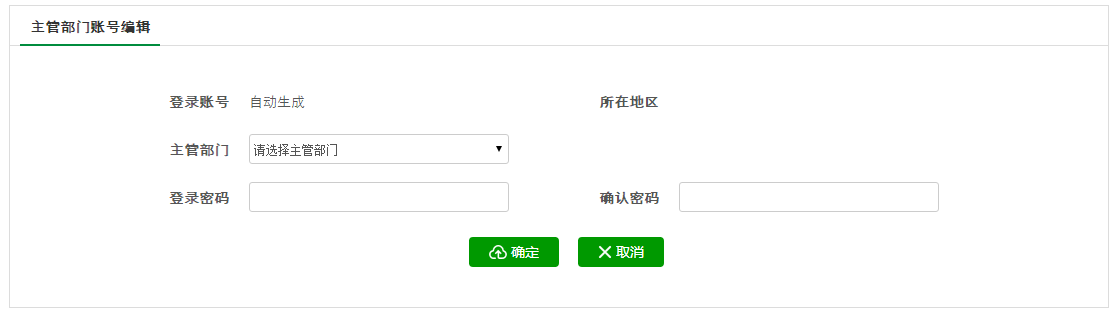 主管部门账号编辑
登录账号 自动生成 所在地区
主管部门 请选择主管部门
登录密码 确认密码
确定 取消